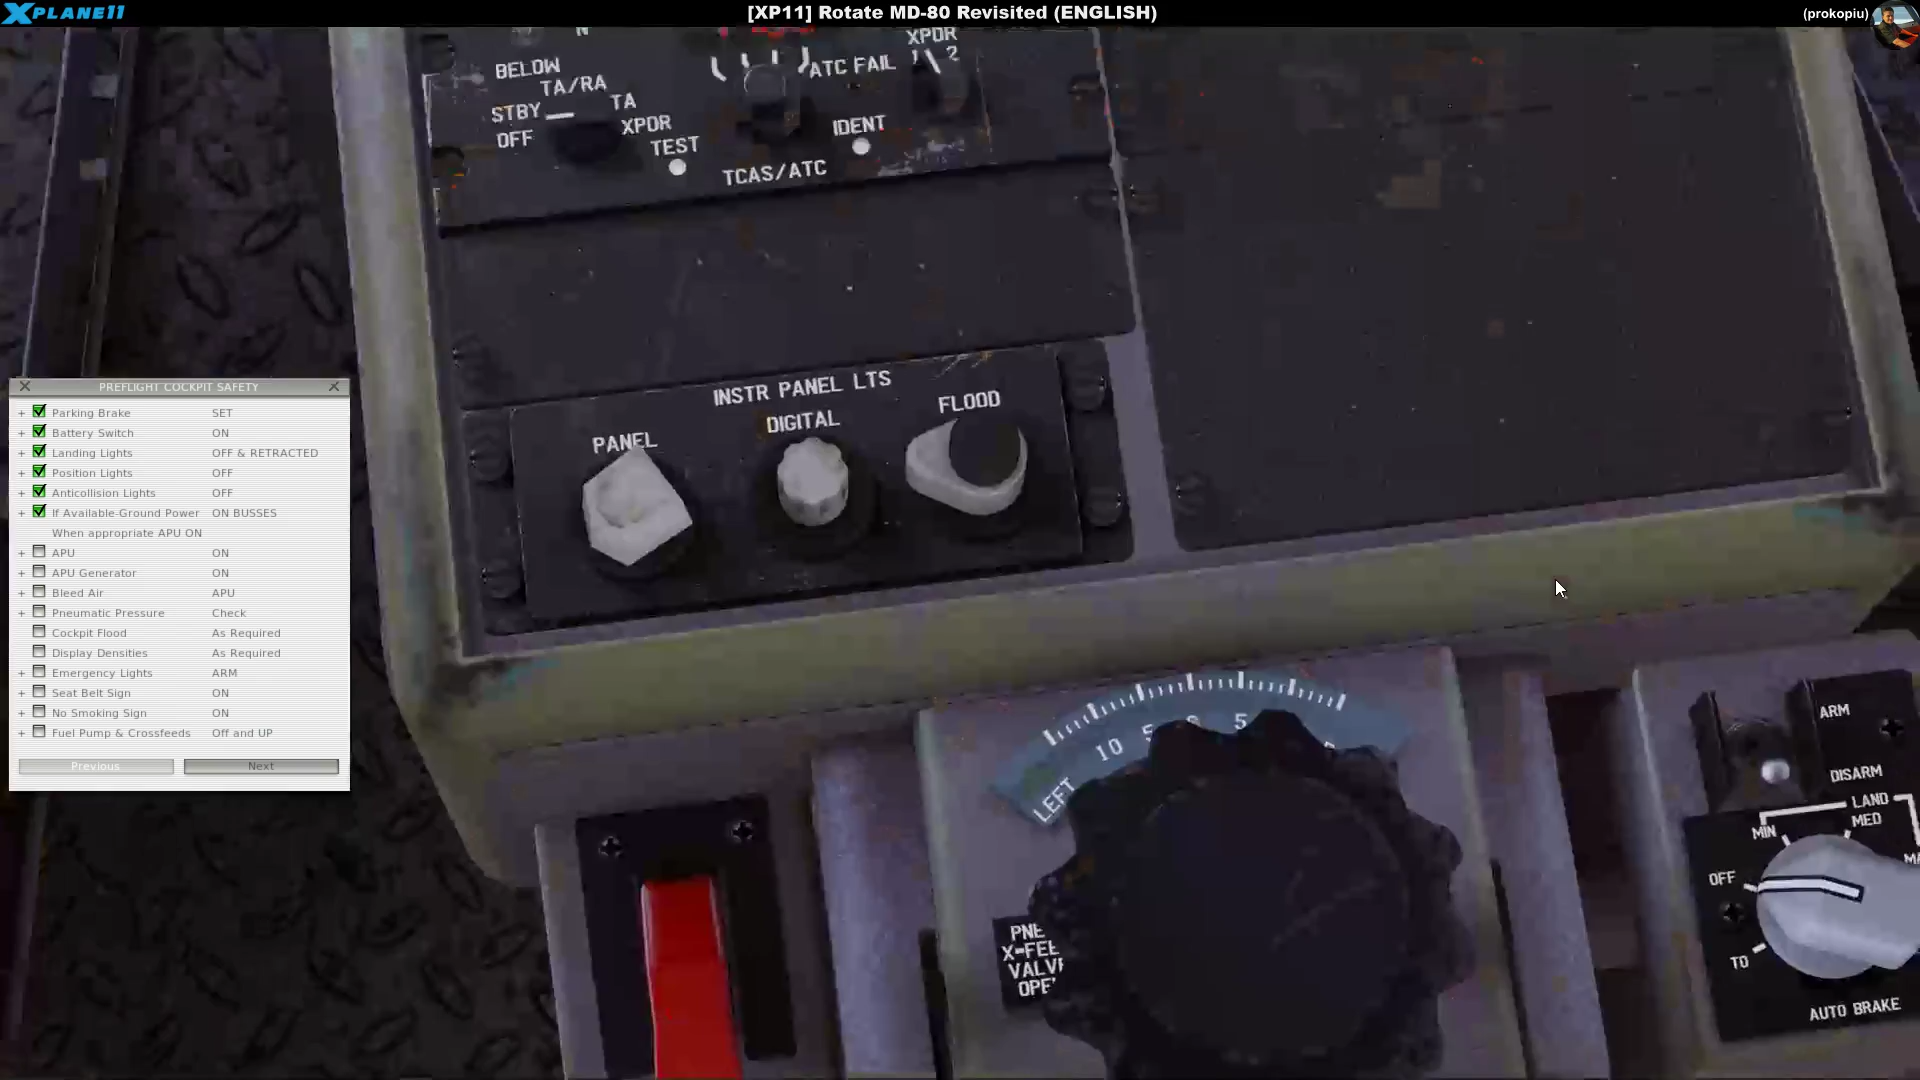 XPLANE11
[XP11] Rotate MD-80 Revisited (ENGLISH)
(prokopiu)
XPDR
BELOW
ATC FAIL
2
TA/RA
STBY
TA
OFF
XPDR
IDENT
TEST
TCAS/ATC
INSTR PANEL LTS
PANEL
DIGITAL
FLOOD
PREFLIGHT COCKPIT SAFETY
Parking Brake SET
Battery Switch ON
Landing Lights OFF & RETRACTED
Position Lights OFF
Anticollision Lights OFF
If Available-Ground Power ON BUSSES
When appropriate APU ON
APU ON
APU Generator ON
Bleed Air APU
Pneumatic Pressure Check
Cockpit Flood As Required
Display Densities As Required
Emergency Lights ARM
Seat Belt Sign ON
No Smoking Sign ON
Fuel Pump & Crossfeeds Off and UP
Previous Next
10 5 5
LEFT
ARM
DISARM
LAND
MIN
MED
OFF
TO
AUTO BRAKE